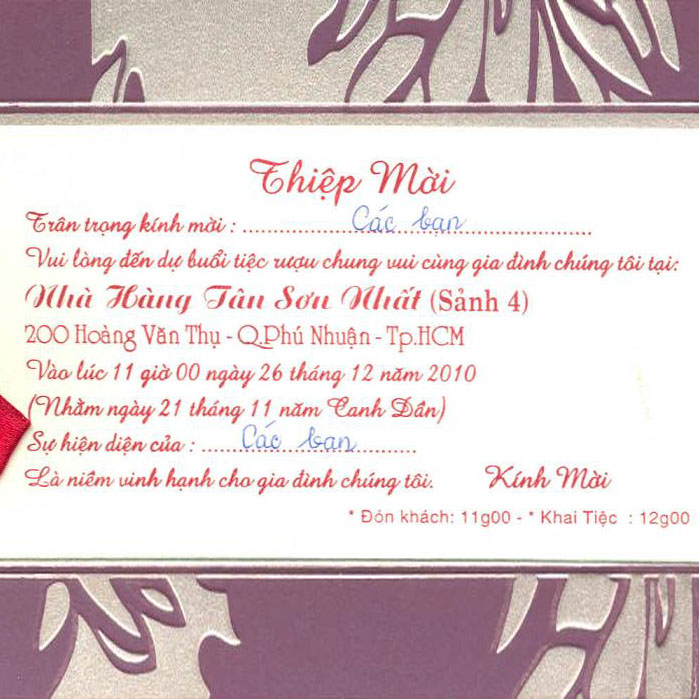 Thiệp Mời
Trân trọng kính mời : ................ Các bạn ......................
Vui lòng đến dự buổi tiệc rượu chung vui cùng gia đình chúng tôi tại:
Nhà Hàng Tân Sơn Nhất (Sảnh 4)
200 Hoàng Văn Thụ - Q.Phú Nhuận - Tp.HCM
Vào lúc 11 giờ 00 ngày 26 tháng 12 năm 2010
(Nhằm ngày 21 tháng 11 năm Canh Dần)
Sự hiện diện của : ...... Các bạn ..........
Là niềm vinh hạnh cho gia đình chúng tôi. Kính Mời
* Đón khách: 11g00 - * Khai Tiệc : 12g00